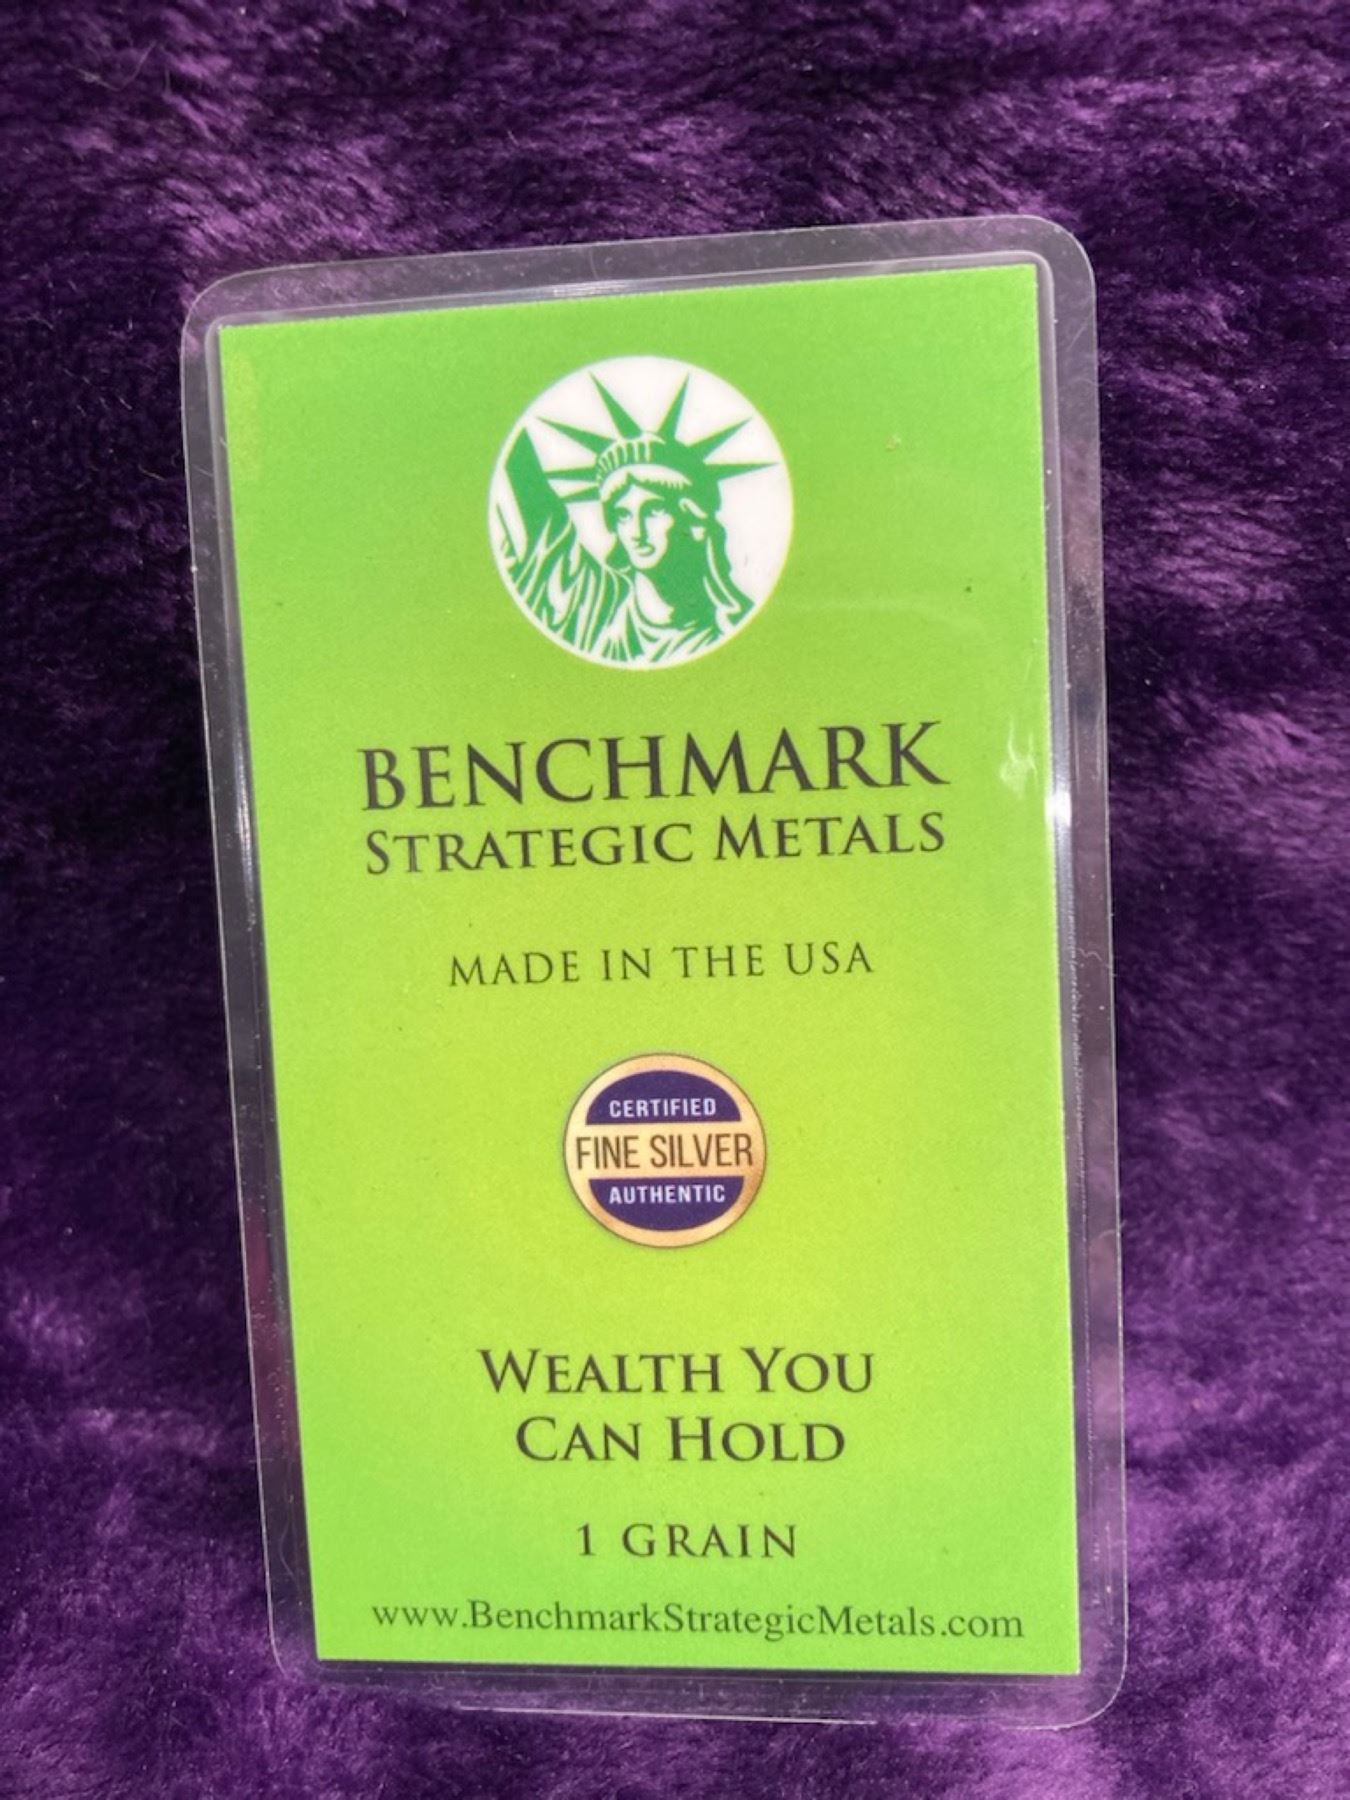 BENCHMARK
STRATEGIC METALS
MADE IN THE USA
CERTIFIED
FINE SILVER
AUTHENTIC
WEALTH YOU
CAN HOLD
1 GRAIN
www.BenchmarkStrategicMetals.com